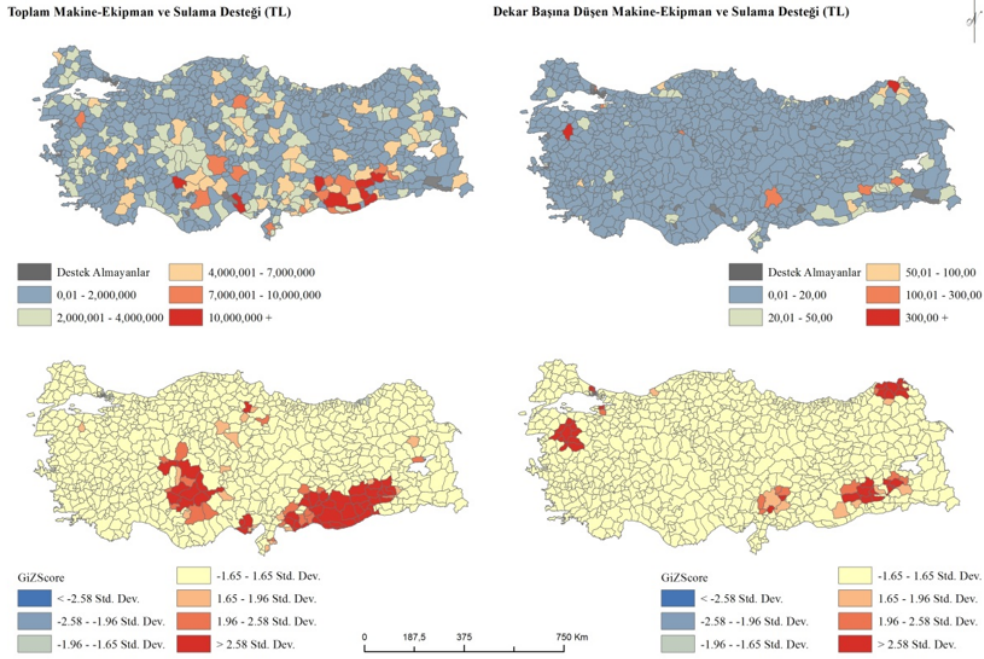 Toplam Makine-Ekipman ve Sulama Desteği (TL)
Dekar Başına Düşen Makine-Ekipman ve Sulama Desteği (TL)
Destek Almayanlar
0,01 - 2,000,000
2,000,001 - 4,000,000
4,000,001 - 7,000,000
7,000,001 - 10,000,000
10,000,000 +
Destek Almayanlar
0,01 - 20,00
20,01 - 50,00
50,01 - 100,00
100,01 - 300,00
300,00 +
GiZScore
< -2.58 Std. Dev.
-2.58 - -1.96 Std. Dev.
-1.96 - -1.65 Std. Dev.
-1.65 - 1.65 Std. Dev.
1.65 - 1.96 Std. Dev.
1.96 - 2.58 Std. Dev.
> 2.58 Std. Dev.
0 187,5 375 750 Km
GiZScore
< -2.58 Std. Dev.
-2.58 - -1.96 Std. Dev.
-1.96 - -1.65 Std. Dev.
-1.65 - 1.65 Std. Dev.
1.65 - 1.96 Std. Dev.
1.96 - 2.58 Std. Dev.
> 2.58 Std. Dev.